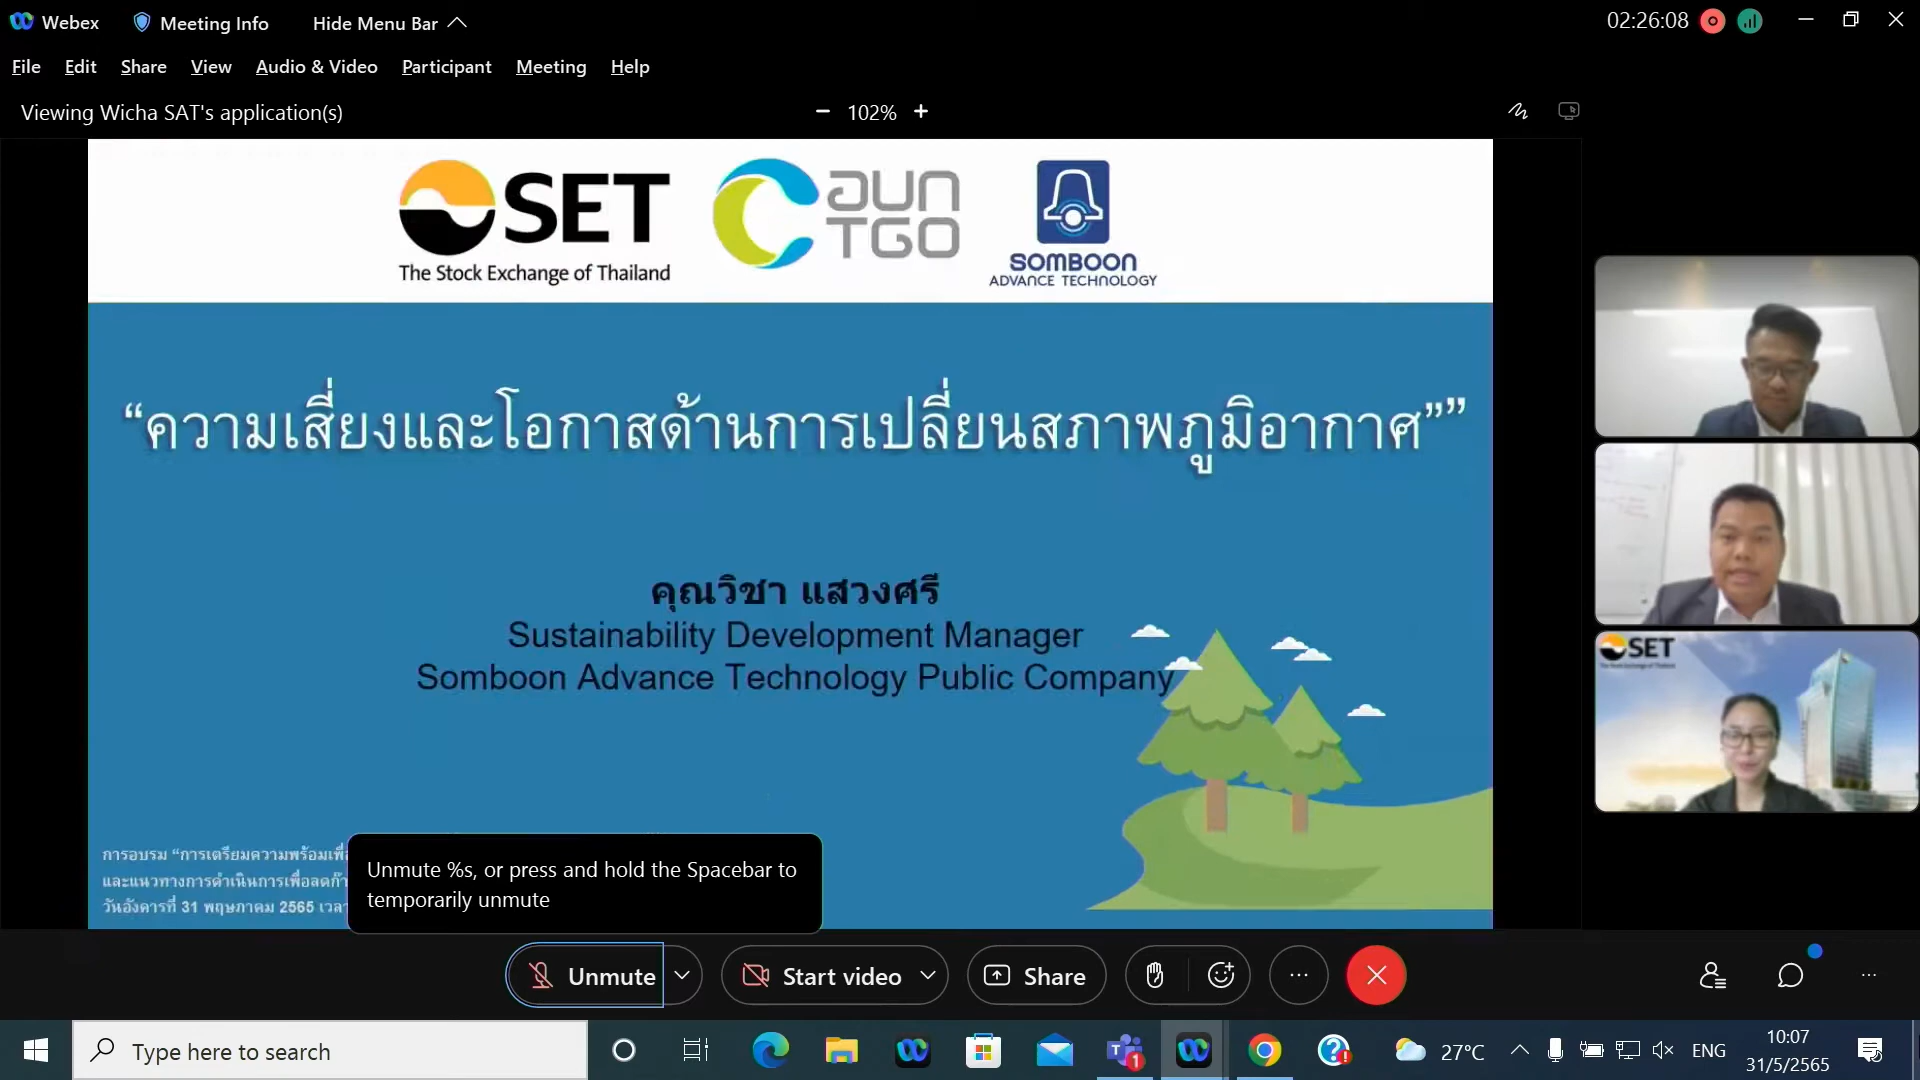 Webex
Meeting Info
Hide Menu Bar
02:26:08
File Edit Share View Audio & Video Participant Meeting Help
Viewing Wicha SAT's application(s)
102%
SET
The Stock Exchange of Thailand
อบก
TGO
SOMBOON
ADVANCE TECHNOLOGY
“ความเสี่ยงและโอกาสด้านการเปลี่ยนสภาพภูมิอากาศ””
คุณวิชา แสวงศรี
Sustainability Development Manager
Somboon Advance Technology Public Company
SET
การอบรม “การเตรียมความพร้อมเพื่อ
และแนวทางการดำเนินการเพื่อลดก๊า
วันอังคารที่ 31 พฤษภาคม 2565 เวลา
Unmute %s, or press and hold the Spacebar to
temporarily unmute
Unmute
Start video
Share
Type here to search
1
27°C
ENG
10:07
31/5/2565